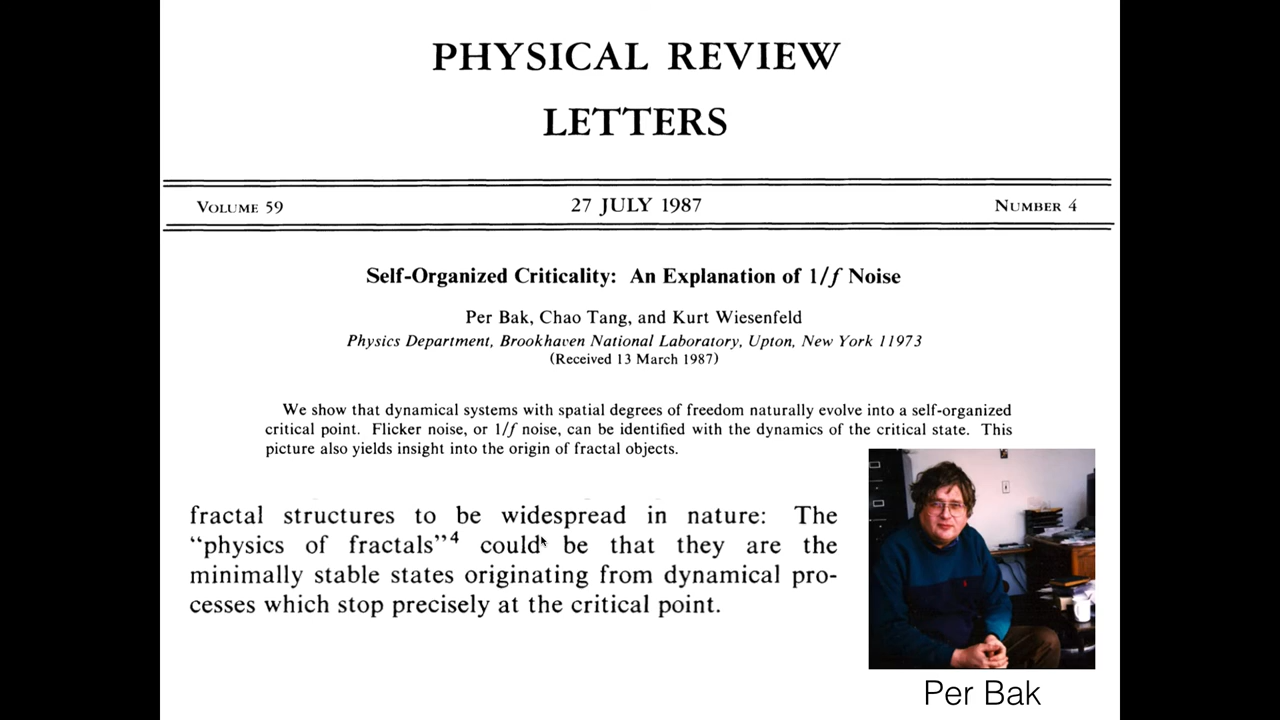 PHYSICAL REVIEW
LETTERS
VOLUME 59 27 JULY 1987 NUMBER 4
Self-Organized Criticality: An Explanation of 1/f Noise
Per Bak, Chao Tang, and Kurt Wiesenfeld
Physics Department, Brookhaven National Laboratory, Upton, New York 11973
(Received 13 March 1987)
We show that dynamical systems with spatial degrees of freedom naturally evolve into a self-organized
critical point. Flicker noise, or 1/f noise, can be identified with the dynamics of the critical state. This
picture also yields insight into the origin of fractal objects.
fractal structures to be widespread in nature: The
“physics of fractals”⁴ could be that they are the
minimally stable states originating from dynamical pro-
cesses which stop precisely at the critical point.
Per Bak